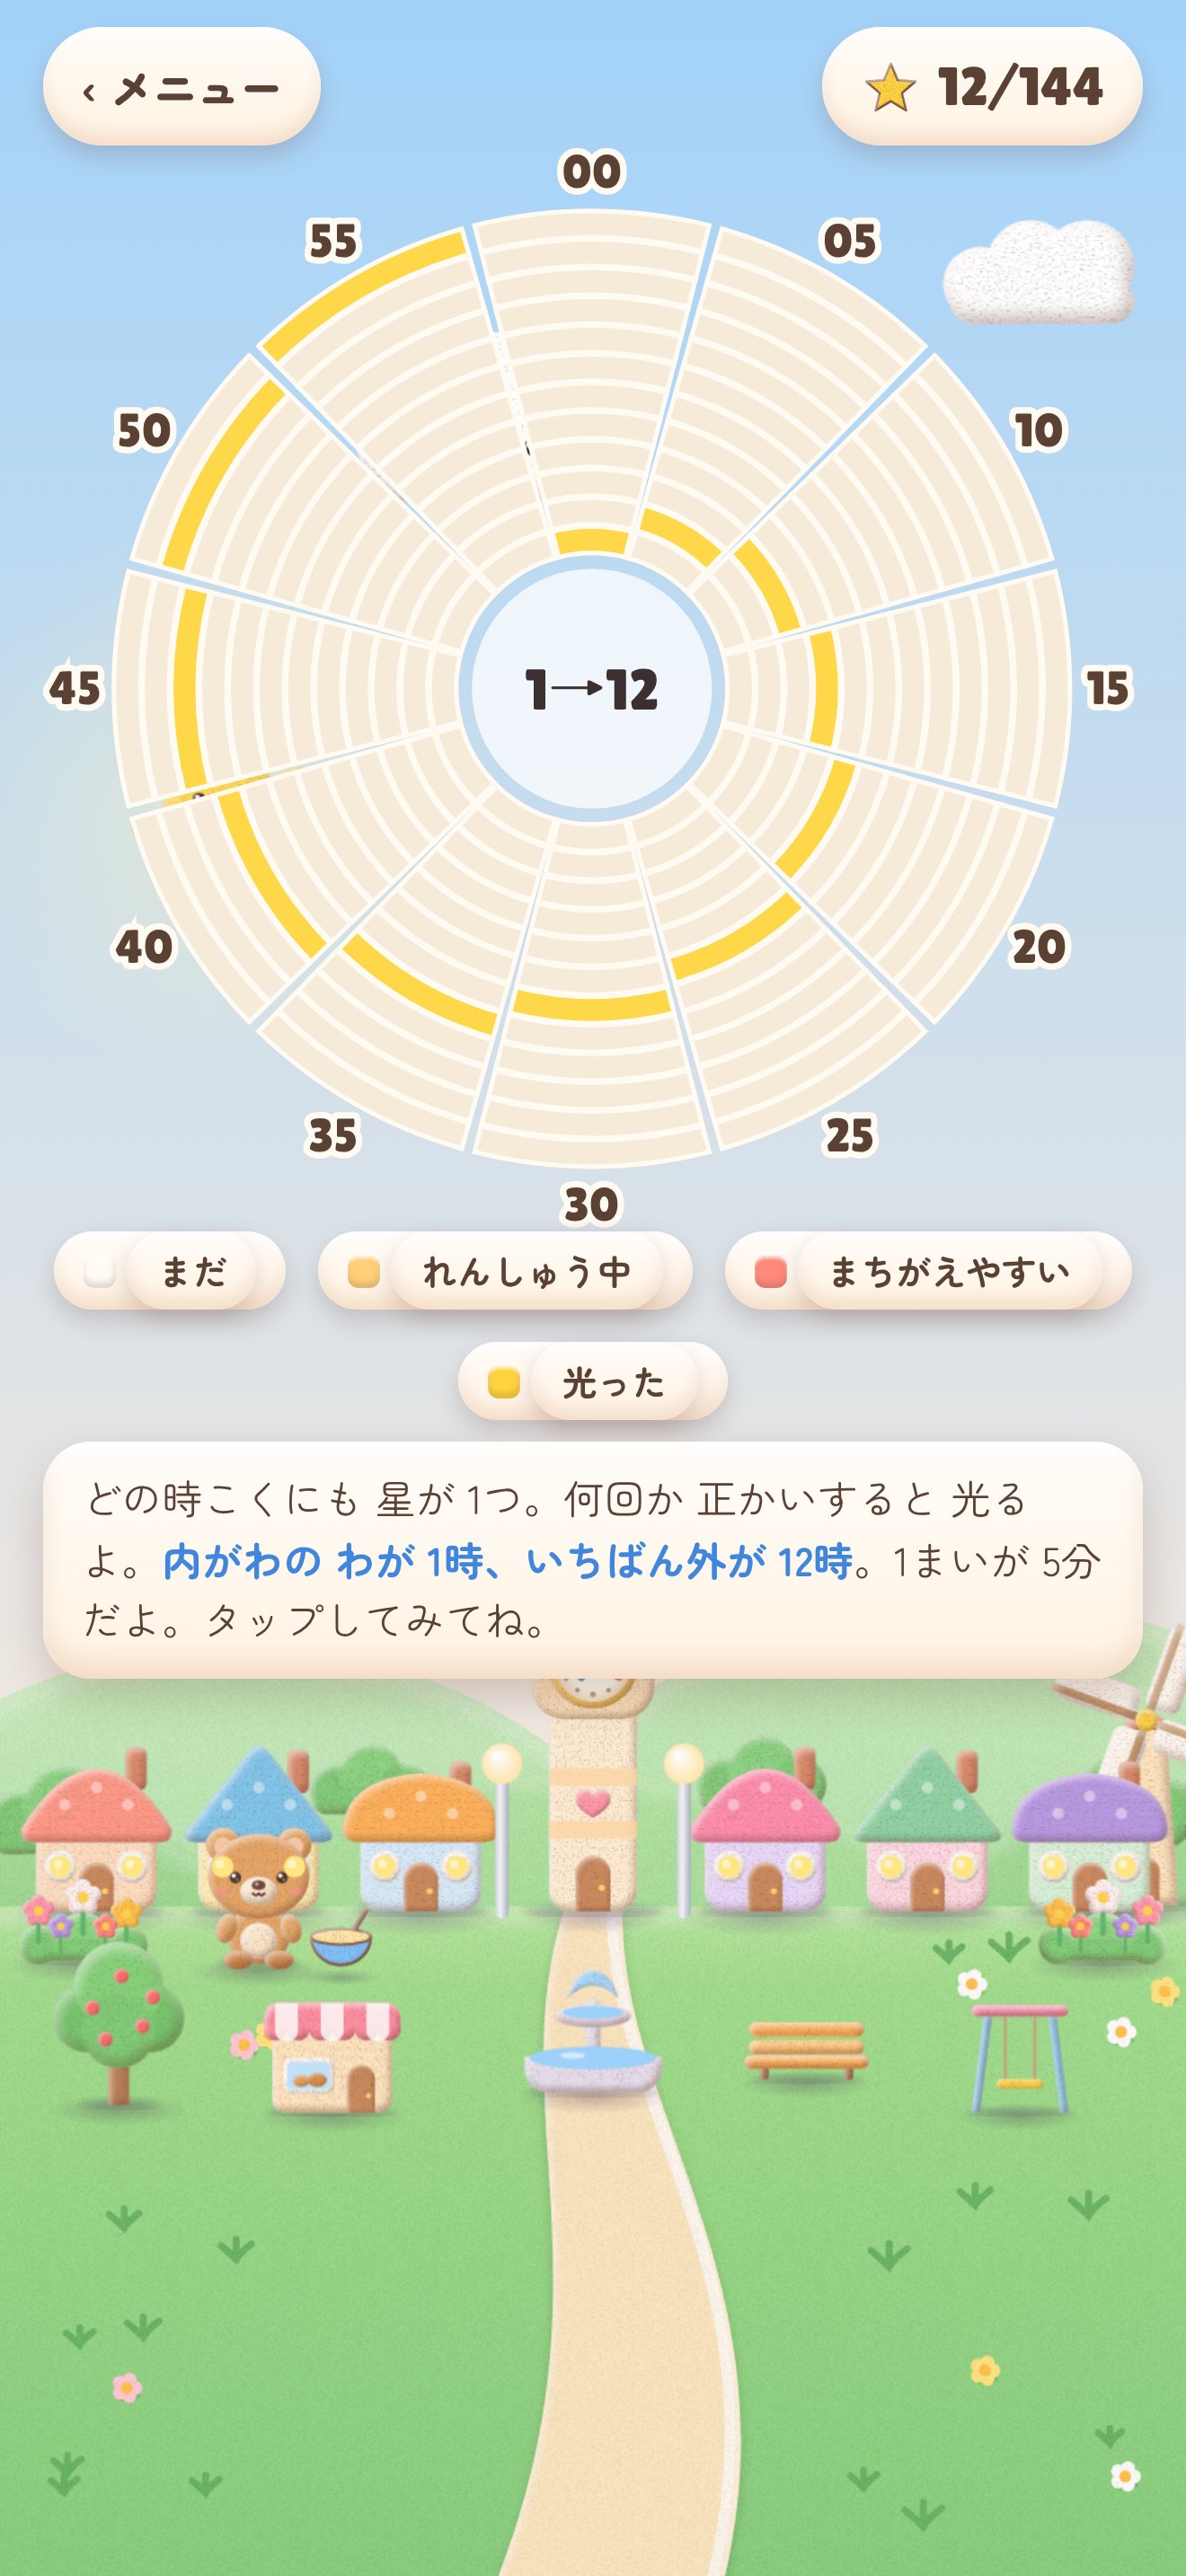 ‹ メニュー
12/144
00
55
05
50
10
45
1→12
15
40
20
35
25
30
まだ
れんしゅう中
まちがえやすい
光った
どの時こくにも 星が 1つ。何回か 正かいすると 光る
よ。内がわの わが 1時、いちばん外が 12時。1まいが 5分
だよ。タップしてみてね。